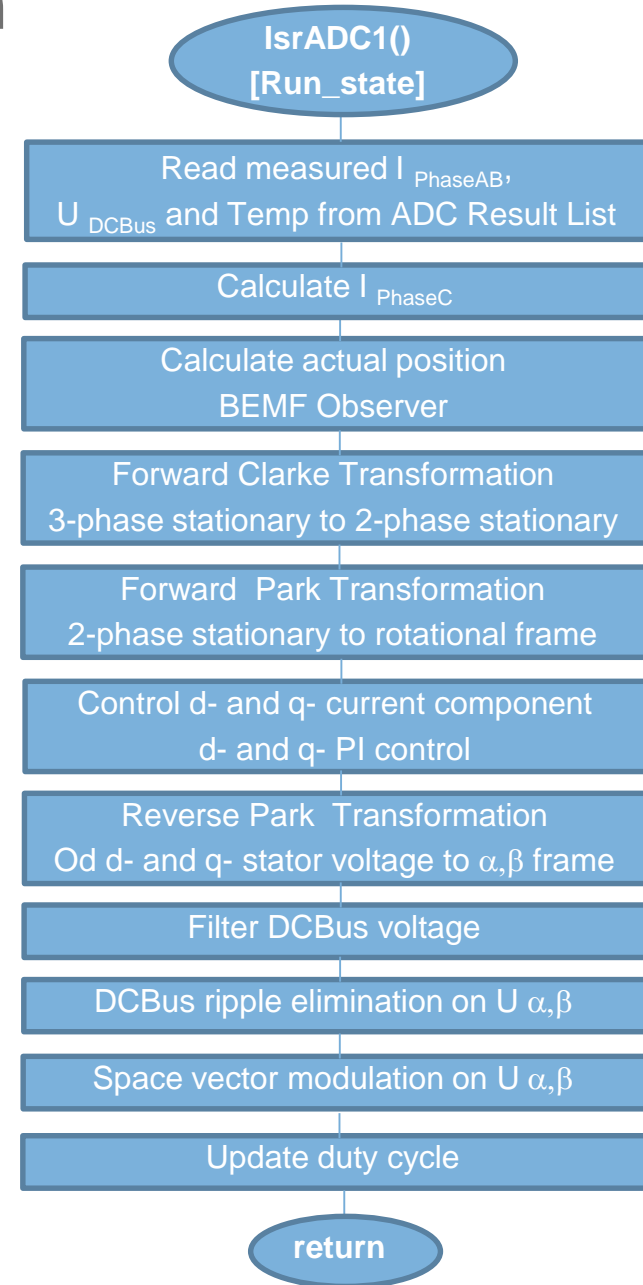 IsrADC1()
[Run_state]
Read measured I PhaseAB,
U DCBus and Temp from ADC Result List
Calculate I PhaseC
Calculate actual position
BEMF Observer
Forward Clarke Transformation
3-phase stationary to 2-phase stationary
Forward Park Transformation
2-phase stationary to rotational frame
Control d- and q- current component
d- and q- PI control
Reverse Park Transformation
Od d- and q- stator voltage to α,β frame
Filter DCBus voltage
DCBus ripple elimination on U α,β
Space vector modulation on U α,β
Update duty cycle
return